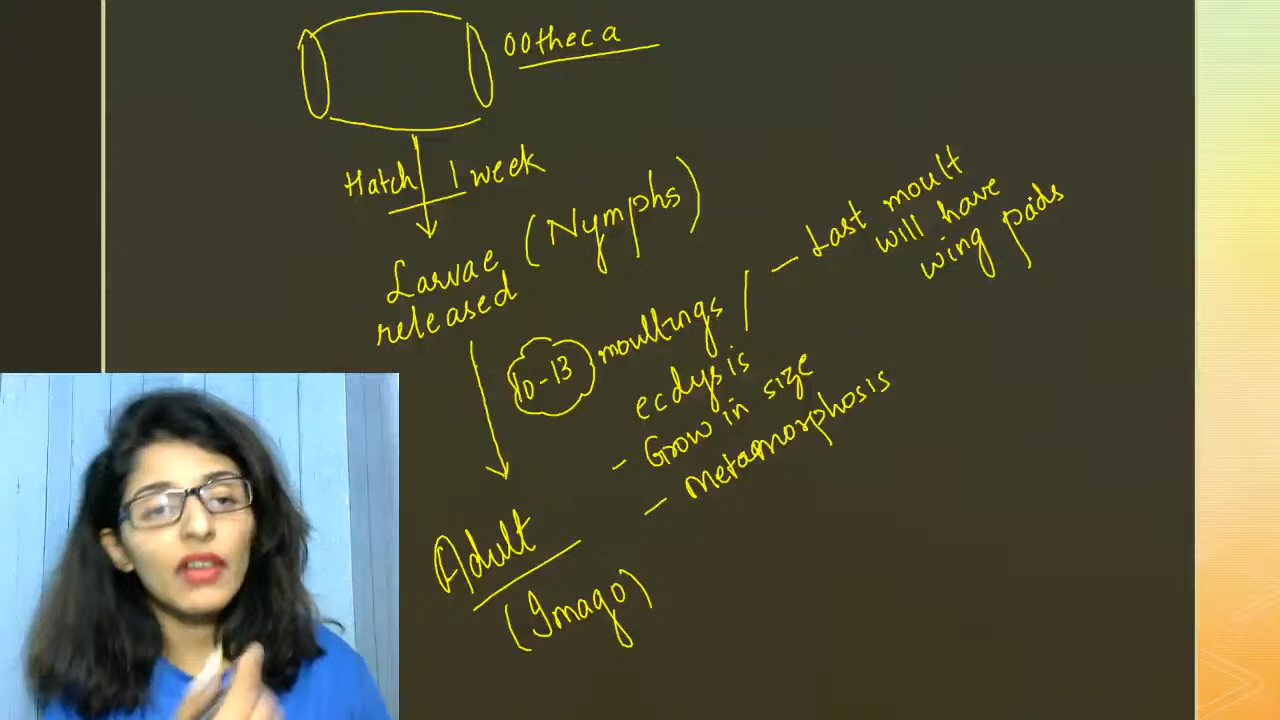 Ootheca
Hatch 1 week
Larvae (Nymphs)
released
10-13 moultings /
ecdysis
- Grow in size
- Metamorphosis
- Last moult
will have
wing pads
Adult
(Imago)